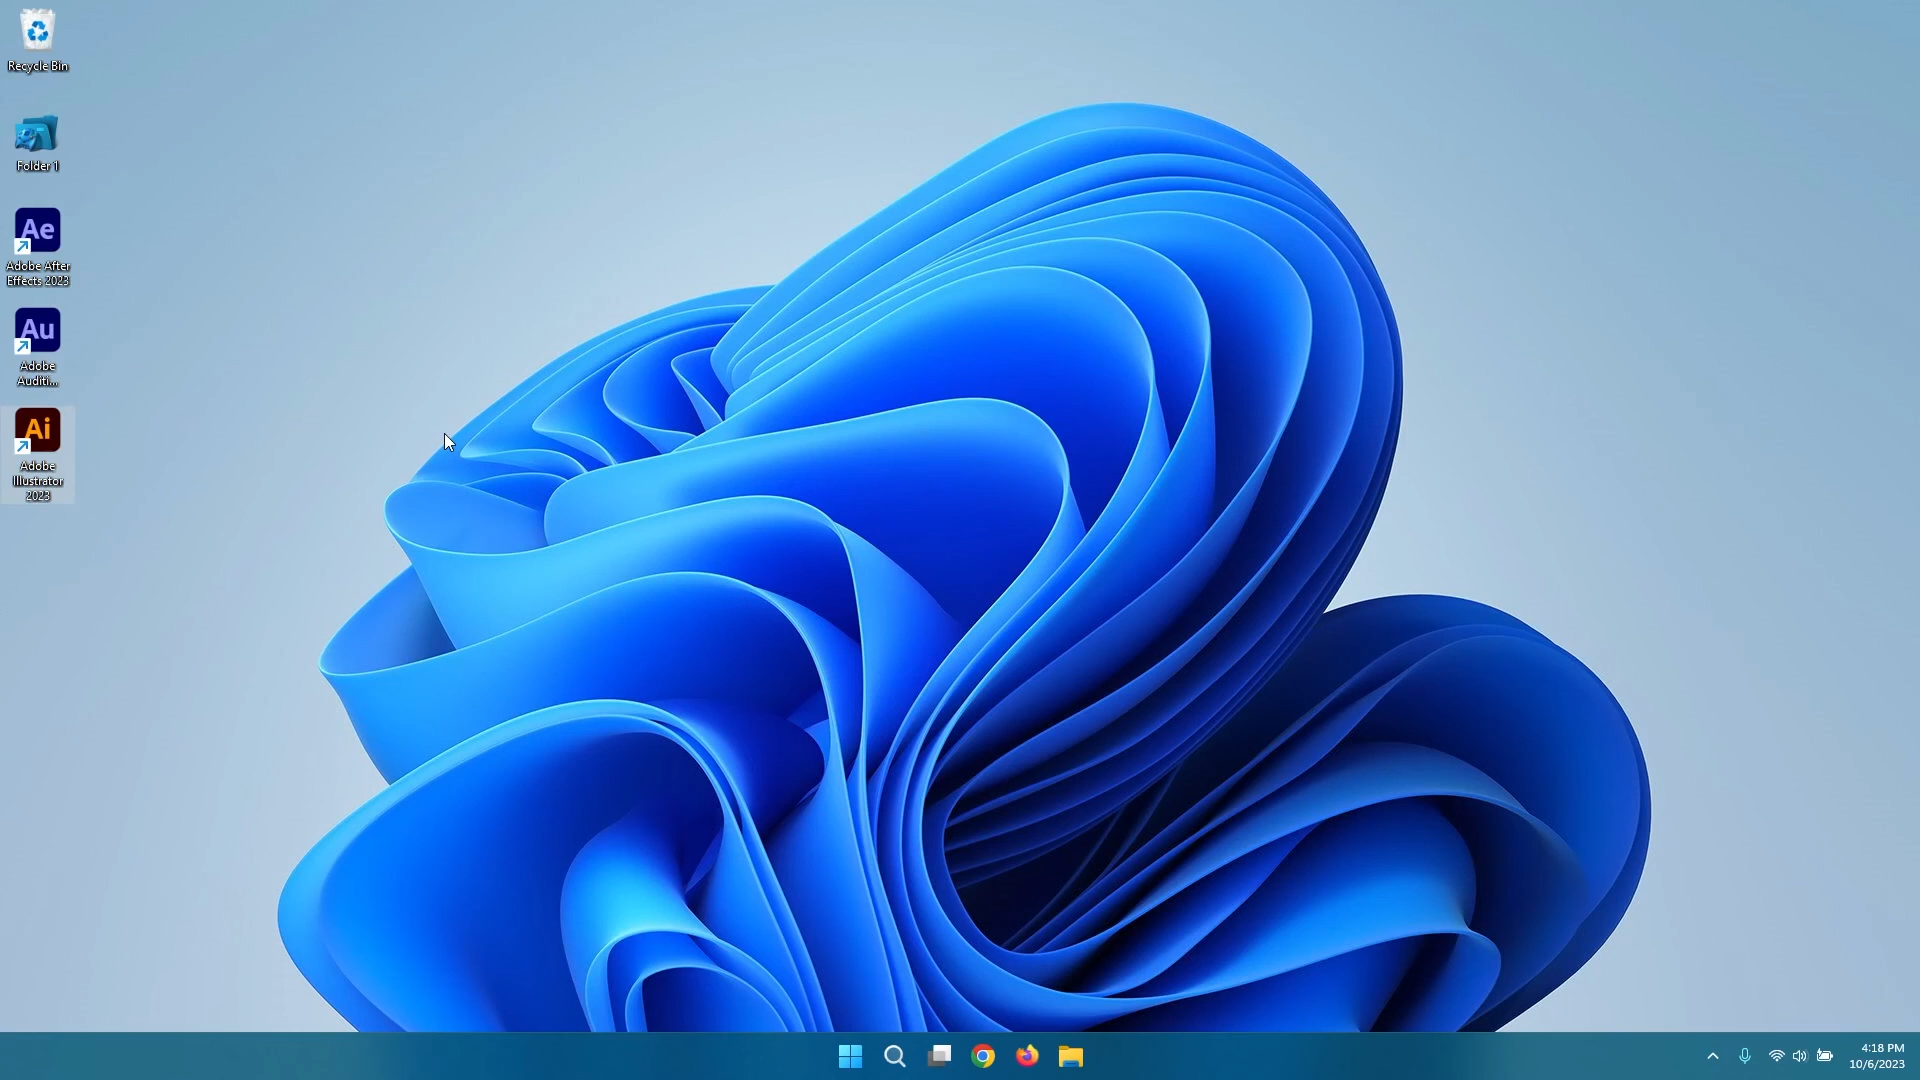 Recycle Bin
Folder 1
Ae
Adobe After
Effects 2023
Au
Adobe
Auditi...
Ai
Adobe
Illustrator
2023
4:18 PM
10/6/2023